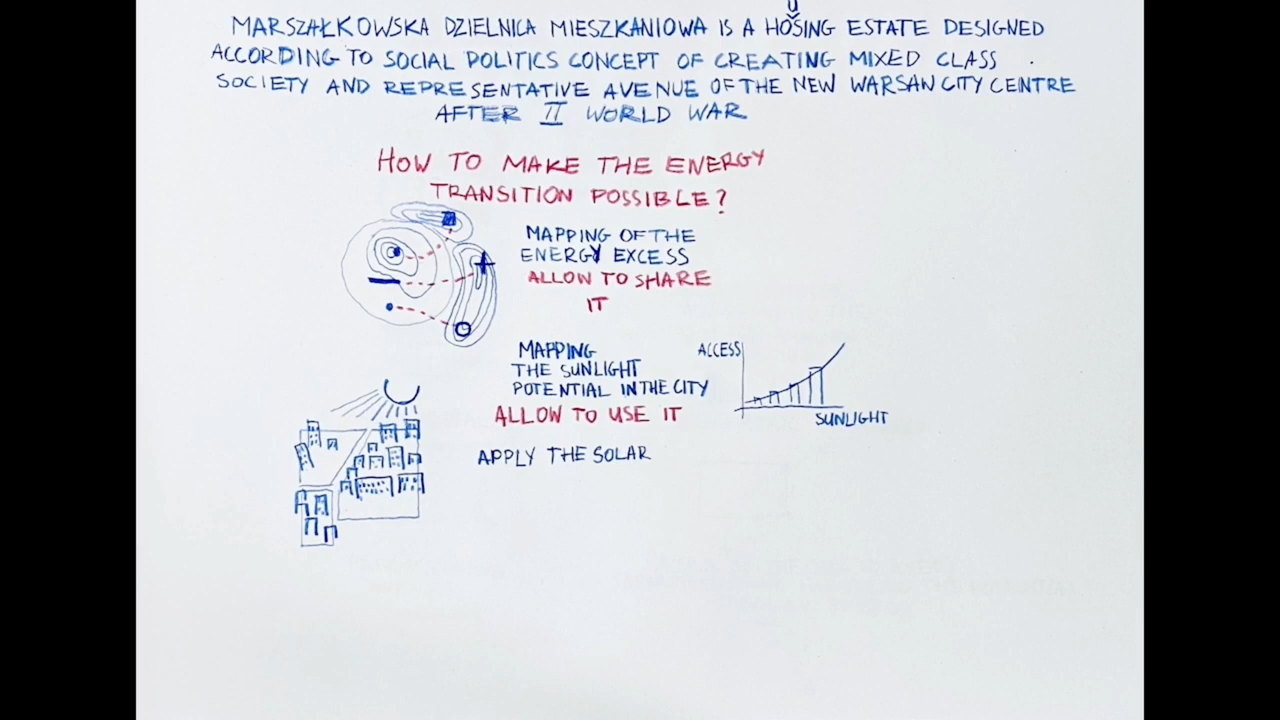 MARSZAŁKOWSKA DZIELNICA MIESZKANIOWA IS A HOUSING ESTATE DESIGNED
ACCORDING TO SOCIAL POLITICS CONCEPT OF CREATING MIXED CLASS
SOCIETY AND REPRESENTATIVE AVENUE OF THE NEW WARSAN CITY CENTRE
AFTER II WORLD WAR
HOW TO MAKE THE ENERGY
TRANSITION POSSIBLE?
MAPPING OF THE
ENERGY EXCESS
ALLOW TO SHARE
IT
MAPPING
THE SUNLIGHT
POTENTIAL IN THE CITY
ALLOW TO USE IT
ACCESS
SUNLIGHT
APPLY THE SOLAR